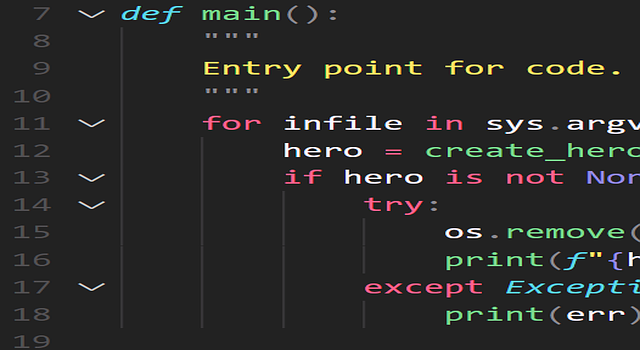 7 def main():
8 """
9 Entry point for code.
10 """
11 for infile in sys.argv
12 hero = create_hero
13 if hero is not Non
14 try:
15 os.remove(
16 print(f"{h
17 except Excepti
18 print(err)
19